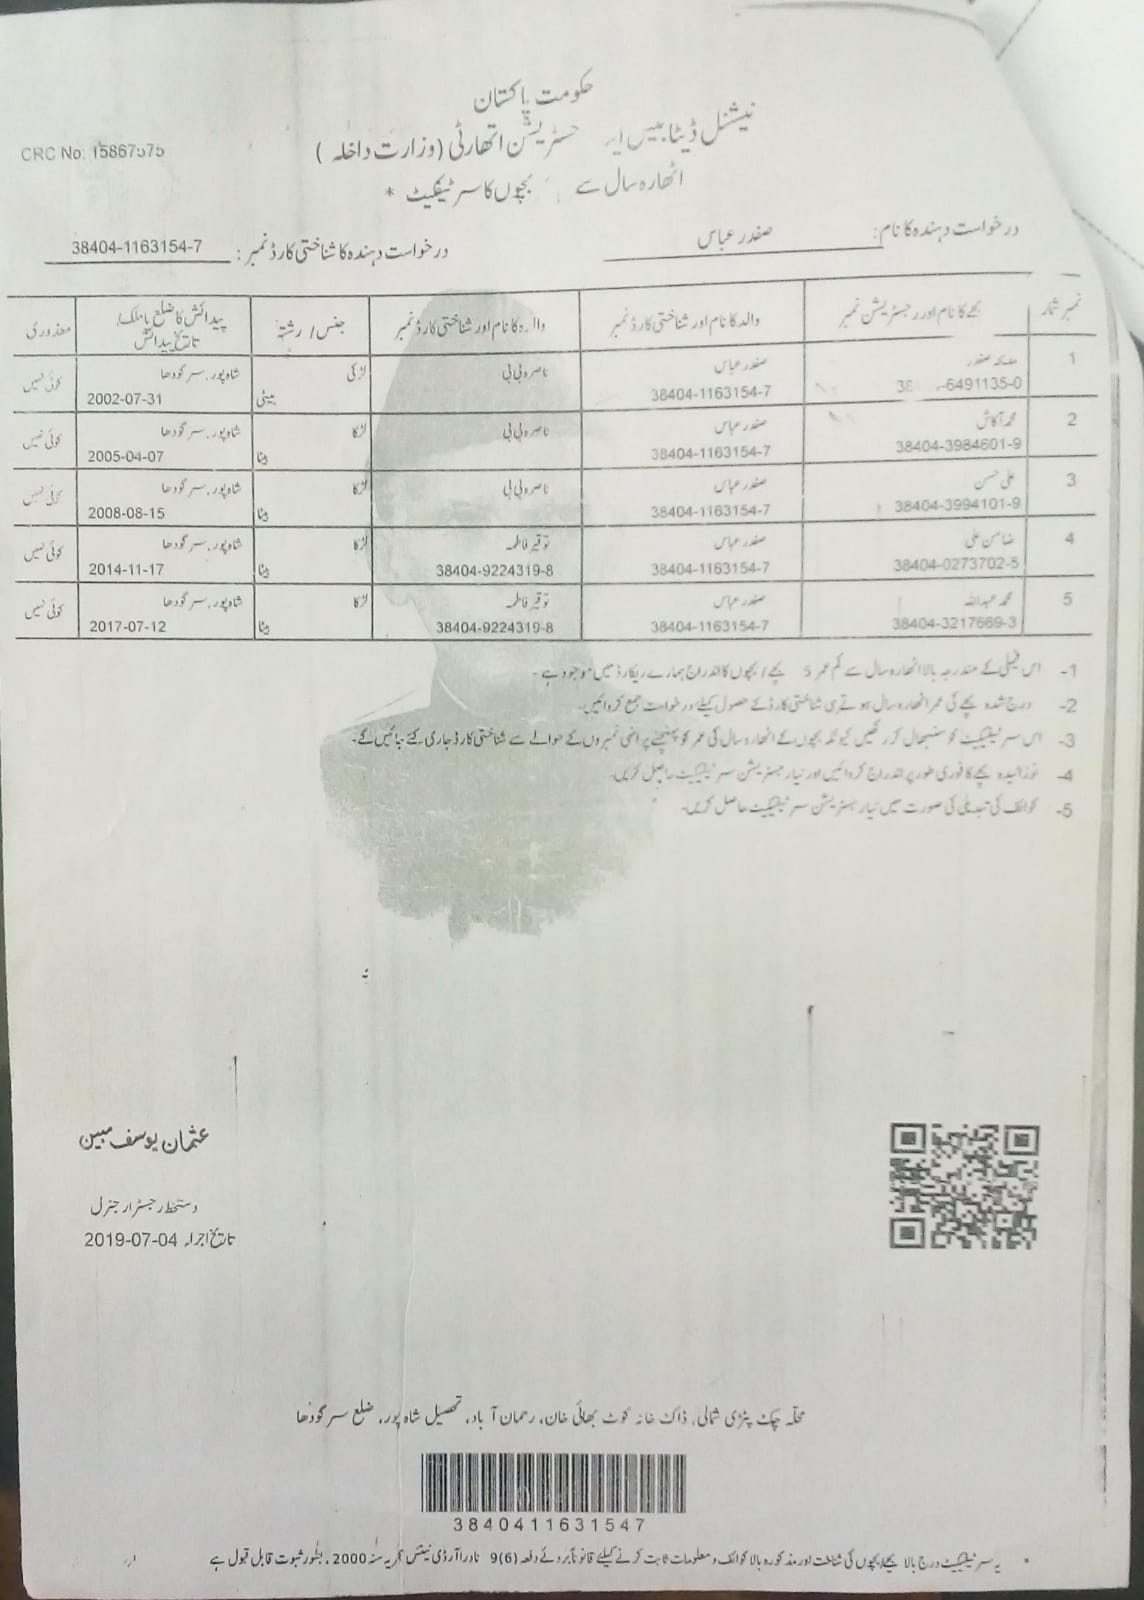 حکومت پاکستان
نیشنل ڈیٹا بیس حسٹریشن اتھارٹی (وزارت داخلہ)
CRC No: 15867575
اٹھارہ سال سے بچوں کا سرٹیفکیٹ *
درخواست دہندہ کا نام: صفدر عباس
درخواست دہندہ کا شناختی کارڈ نمبر: 38404-1163154-7
نمبر شمار بچے کا نام اور رجسٹریشن نمبر والد کا نام اور شناختی کارڈ نمبر والدہ کا نام اور شناختی کارڈ نمبر جنس / رشتہ پیدائش کا ضلع یا ملک / تاریخ پیدائش معذوری
1 صفدر صفدر عباس ناصرہ بی بی لڑکی شاہ پور، سرگودھا کوئی نہیں
-6491135-0 38404-1163154-7 بیٹی 2002-07-31
2 محمد آکاش صفدر عباس ناصرہ بی بی لڑکا شاہ پور، سرگودھا کوئی نہیں
38404-3984601-9 38404-1163154-7 بیٹا 2005-04-07
3 علی حسن صفدر عباس ناصرہ بی بی لڑکا شاہ پور، سرگودھا کوئی نہیں
38404-3994101-9 38404-1163154-7 بیٹا 2008-08-15
4 ضامن علی صفدر عباس توقیر فاطمہ لڑکا شاہ پور، سرگودھا کوئی نہیں
38404-0273702-5 38404-1163154-7 38404-9224319-8 بیٹا 2014-11-17
5 محمد عبداللہ صفدر عباس توقیر فاطمہ لڑکا شاہ پور، سرگودھا کوئی نہیں
38404-3217669-3 38404-1163154-7 38404-9224319-8 بیٹا 2017-07-12
1- اس فیملی کے مندرجہ بالا اٹھارہ سال سے کم عمر 5 بچے / بچوں کا اندراج ہمارے ریکارڈ میں موجود ہے۔
2- درج شدہ بچے کی عمر اٹھارہ سال ہوتے ہی شناختی کارڈ کے حصول کیلئے درخواست جمع کروائیں۔
3- اس سرٹیفکیٹ کو سنبھال کر رکھیں کیونکہ بچوں کے اٹھارہ سال کی عمر کو پہنچنے پر انہی نمبروں کے حوالے سے شناختی کارڈ جاری کئے جائیں گے۔
4- نوزائیدہ بچے کا فوری طور پر اندراج کروائیں اور نیا رجسٹریشن سرٹیفکیٹ حاصل کریں۔
5- کوائف کی تبدیلی کی صورت میں نیا رجسٹریشن سرٹیفکیٹ حاصل کریں۔
عثمان یوسف مبین
دستخط رجسٹرار جنرل
تاریخ اجراء 2019-07-04
محلہ چک پنڑی شمالی، ڈاک خانہ کوٹ بھائی خان، رحمان آباد، تحصیل شاہ پور، ضلع سرگودھا
3840411631547
* یہ سرٹیفکیٹ درج بالا بچے/بچوں کی شناخت اور مذکورہ بالا کوائف و معلومات ثابت کرنے کیلئے قانوناً بروئے دفعہ 9(6) نادرا آرڈی نینس مجریہ سنہ 2000، بطور ثبوت قابل قبول ہے